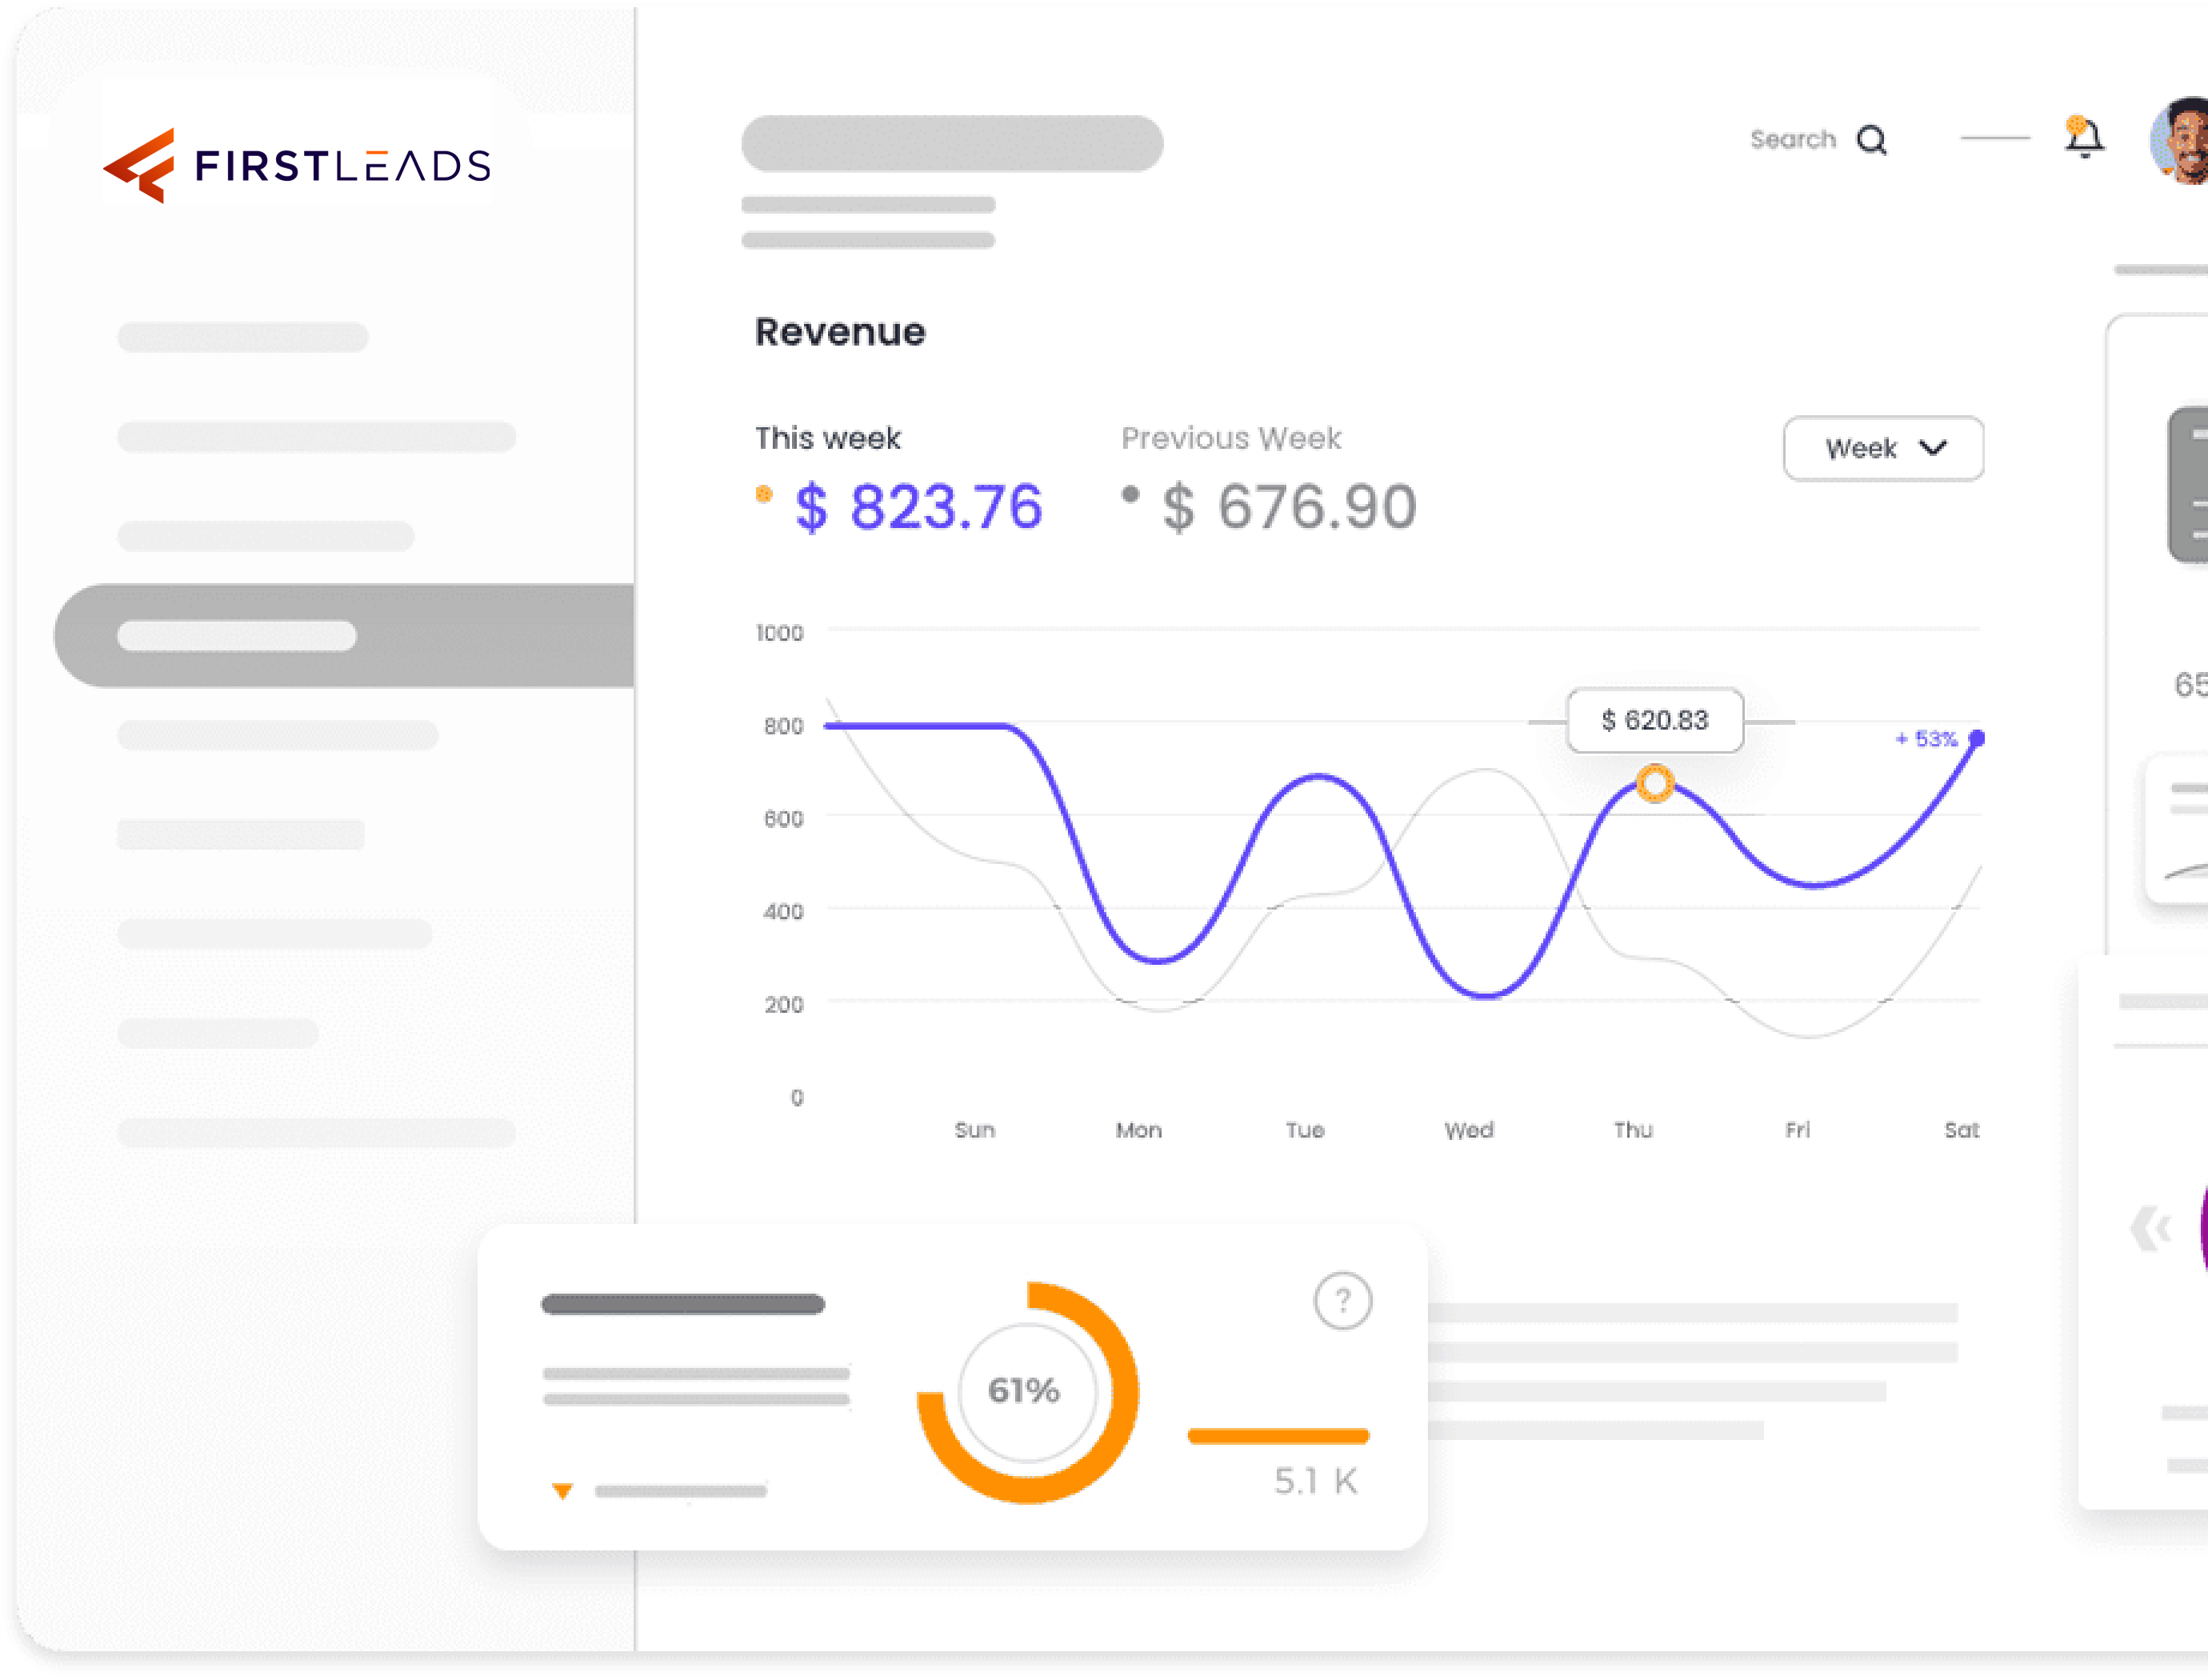 FIRSTLEADS
Search
Revenue
This week
Previous Week
$ 823.76
$ 676.90
Week
1000
800
600
400
200
0
$ 620.83
+ 53%
Sun Mon Tue Wed Thu Fri Sat
65
61%
?
5.1 K